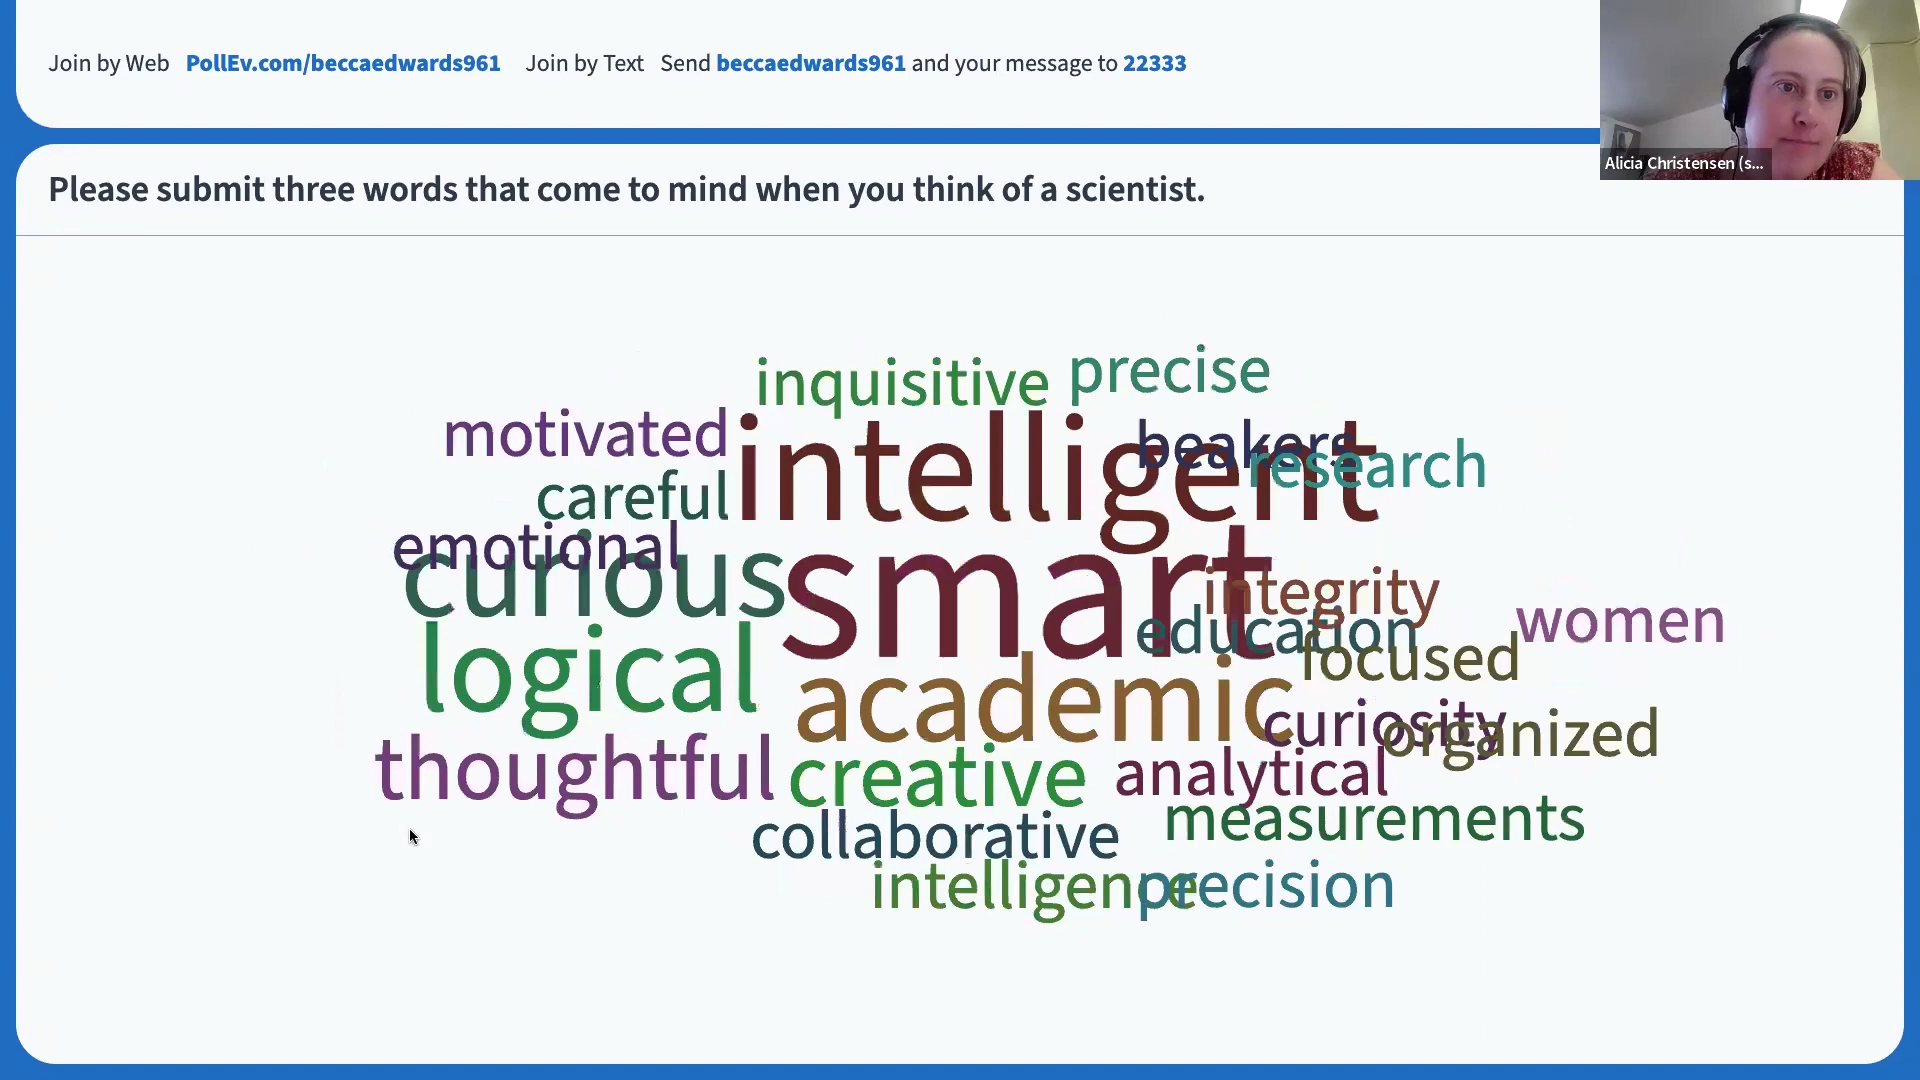 Join by Web PollEv.com/beccaedwards961 Join by Text Send beccaedwards961 and your message to 22333
Alicia Christensen (s...
Please submit three words that come to mind when you think of a scientist.
inquisitive precise
motivated intelligent beakers research
careful
emotional
curious smart integrity
education women
logical focused
academic curiosity organized
thoughtful creative analytical
collaborative measurements
intelligence precision